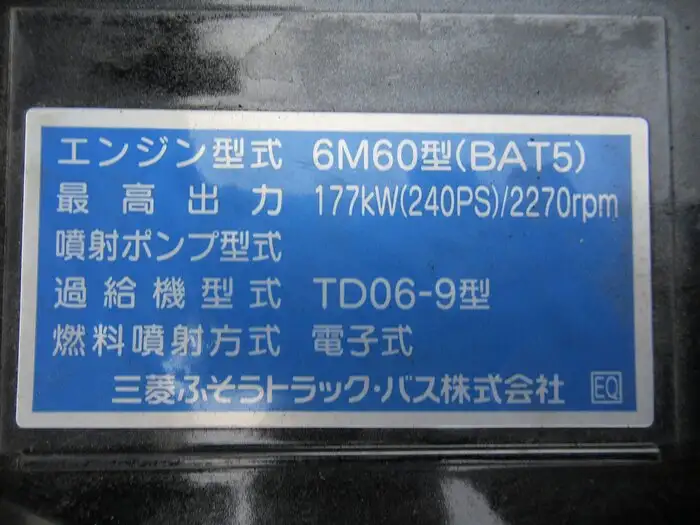 エンジン型式 6M60型(BAT5)
最高出力 177kW(240PS)/2270rpm
噴射ポンプ型式
過給機型式 TD06-9型
燃料噴射方式 電子式
三菱ふそうトラック・バス株式会社 EQ